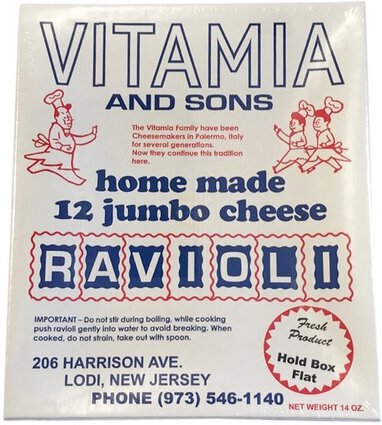 VITAMIA
AND SONS
The Vitamia Family have been
Cheesemakers in Palermo, Italy
for several generations.
Now they continue this tradition
here.
home made
12 jumbo cheese
RAVIOLI
IMPORTANT – Do not stir during boiling, while cooking
push ravioli gently into water to avoid breaking. When
cooked, do not strain, take out with spoon.
Fresh
Product
Hold Box
Flat
206 HARRISON AVE.
LODI, NEW JERSEY
PHONE (973) 546-1140
NET WEIGHT 14 OZ.